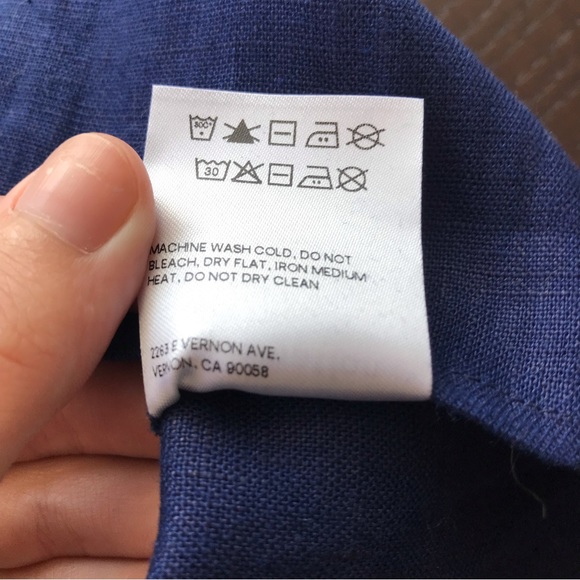 30
MACHINE WASH COLD, DO NOT
BLEACH, DRY FLAT, IRON MEDIUM
HEAT, DO NOT DRY CLEAN
2263 E VERNON AVE.
VERNON, CA 90058